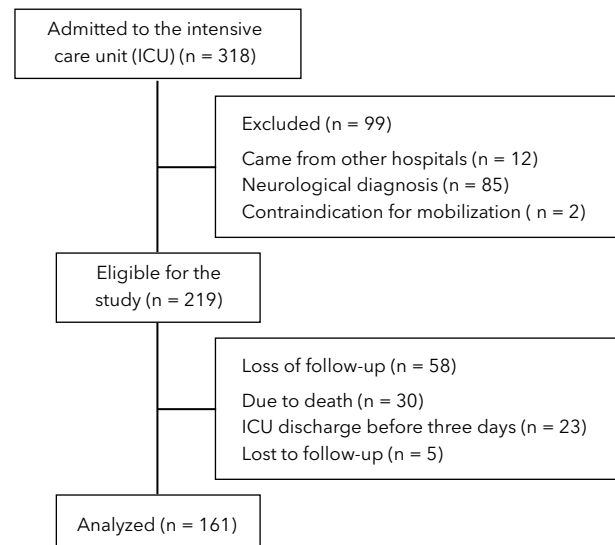 Admitted to the intensive
care unit (ICU) (n = 318)
Excluded (n = 99)
Came from other hospitals (n = 12)
Neurological diagnosis (n = 85)
Contraindication for mobilization ( n = 2)
Eligible for the
study (n = 219)
Loss of follow-up (n = 58)
Due to death (n = 30)
ICU discharge before three days (n = 23)
Lost to follow-up (n = 5)
Analyzed (n = 161)